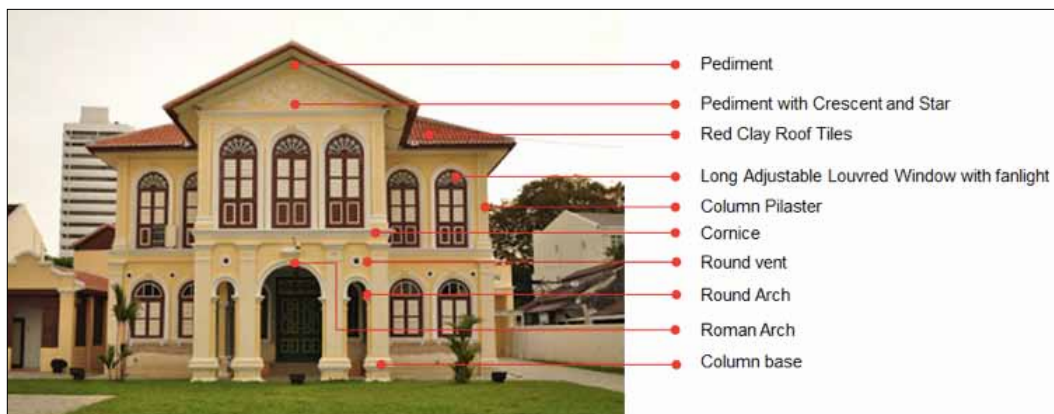 Pediment
Pediment with Crescent and Star
Red Clay Roof Tiles
Long Adjustable Louvred Window with fanlight
Column Pilaster
Cornice
Round vent
Round Arch
Roman Arch
Column base